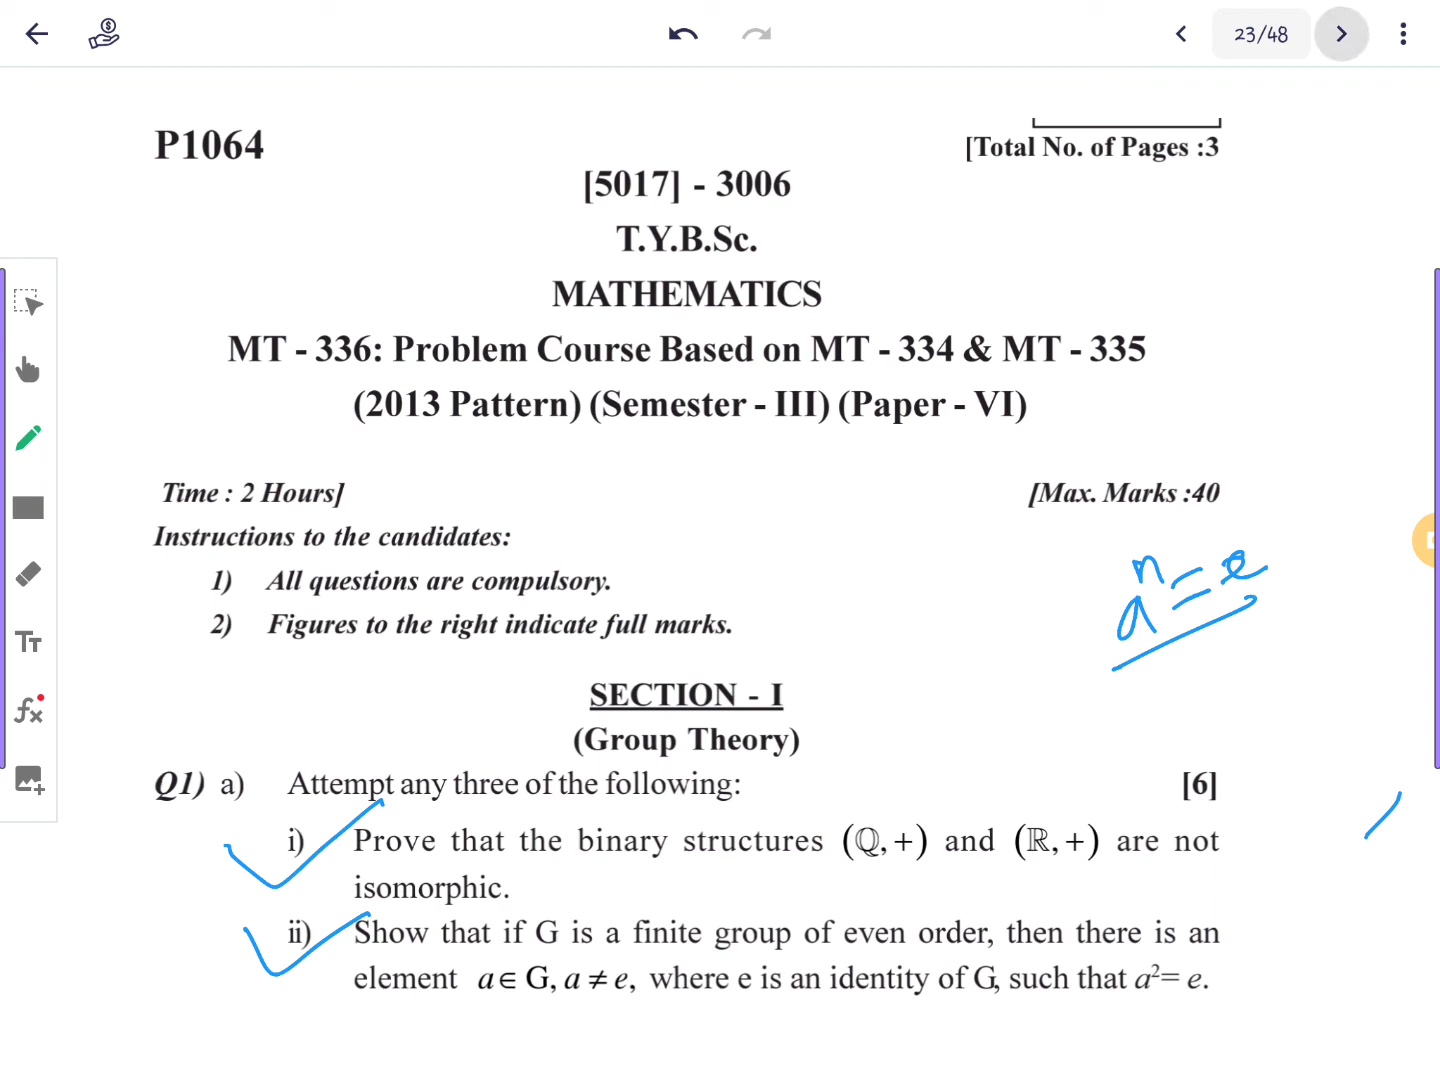 23/48
P1064
[Total No. of Pages :3
[5017] - 3006
T.Y.B.Sc.
MATHEMATICS
MT - 336: Problem Course Based on MT - 334 & MT - 335
(2013 Pattern) (Semester - III) (Paper - VI)
Time : 2 Hours]
[Max. Marks :40
Instructions to the candidates:
1) All questions are compulsory.
2) Figures to the right indicate full marks.
aⁿ = e
SECTION - I
(Group Theory)
Q1) a) Attempt any three of the following: [6]
i) Prove that the binary structures (ℚ,+) and (ℝ,+) are not
isomorphic.
ii) Show that if G is a finite group of even order, then there is an
element a ∈ G, a ≠ e, where e is an identity of G, such that a²= e.
Tт
fx